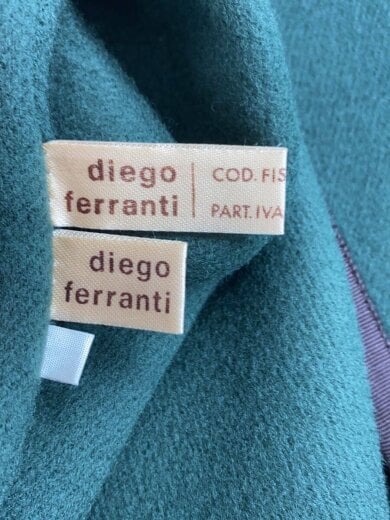 diego COD. FIS
ferranti PART. IVA
diego
ferranti